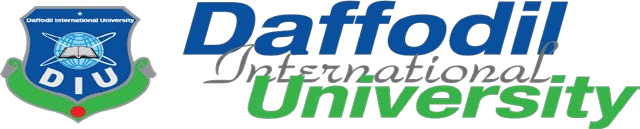 Daffodil International University
DIU
Daffodil
International
University